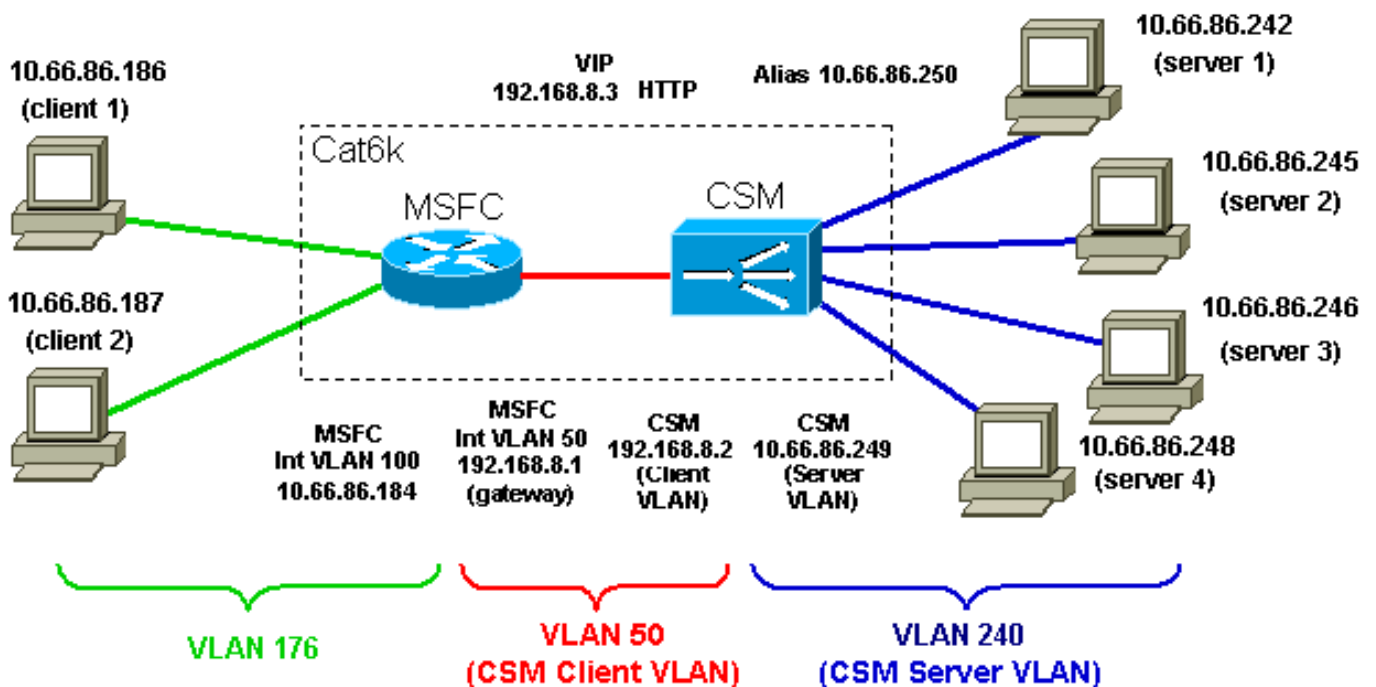 10.66.86.186
(client 1)
VIP
192.168.8.3 HTTP
Alias 10.66.86.250
10.66.86.242
(server 1)
Cat6k
MSFC
CSM
10.66.86.245
(server 2)
10.66.86.187
(client 2)
10.66.86.246
(server 3)
10.66.86.248
(server 4)
MSFC
Int VLAN 100
10.66.86.184
MSFC
Int VLAN 50
192.168.8.1
(gateway)
CSM
192.168.8.2
(Client
VLAN)
CSM
10.66.86.249
(Server
VLAN)
VLAN 176
VLAN 50
(CSM Client VLAN)
VLAN 240
(CSM Server VLAN)